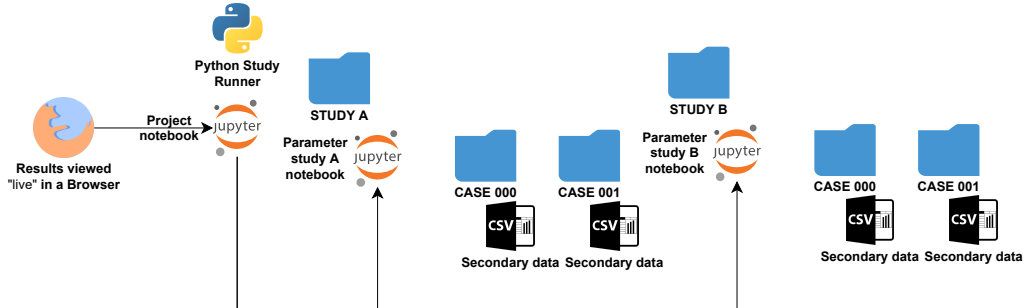 Python Study
Runner
Project
notebook
jupyter
Results viewed
"live" in a Browser
STUDY A
Parameter
study A
notebook
jupyter
CASE 000
CASE 001
CSV
CSV
Secondary data
Secondary data
STUDY B
Parameter
study B
notebook
jupyter
CASE 000
CASE 001
CSV
CSV
Secondary data
Secondary data